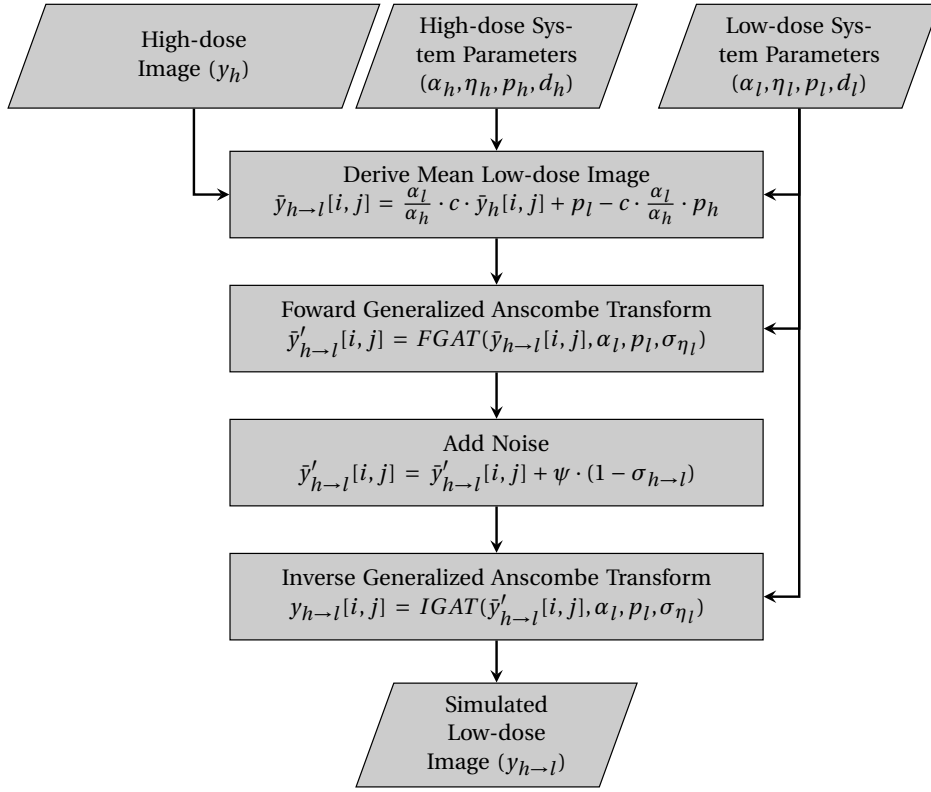 High-dose
Image (y_h)
High-dose Sys-
tem Parameters
(α_h, η_h, p_h, d_h)
Low-dose Sys-
tem Parameters
(α_l, η_l, p_l, d_l)
Derive Mean Low-dose Image
ȳ_{h→l}[i, j] = \frac{α_l}{α_h} · c · ȳ_h[i, j] + p_l − c · \frac{α_l}{α_h} · p_h
Foward Generalized Anscombe Transform
ȳ′_{h→l}[i, j] = FGAT(ȳ_{h→l}[i, j], α_l, p_l, σ_{η_l})
Add Noise
ȳ′_{h→l}[i, j] = ȳ′_{h→l}[i, j] + ψ · (1 − σ_{h→l})
Inverse Generalized Anscombe Transform
y_{h→l}[i, j] = IGAT(ȳ′_{h→l}[i, j], α_l, p_l, σ_{η_l})
Simulated
Low-dose
Image (y_{h→l})